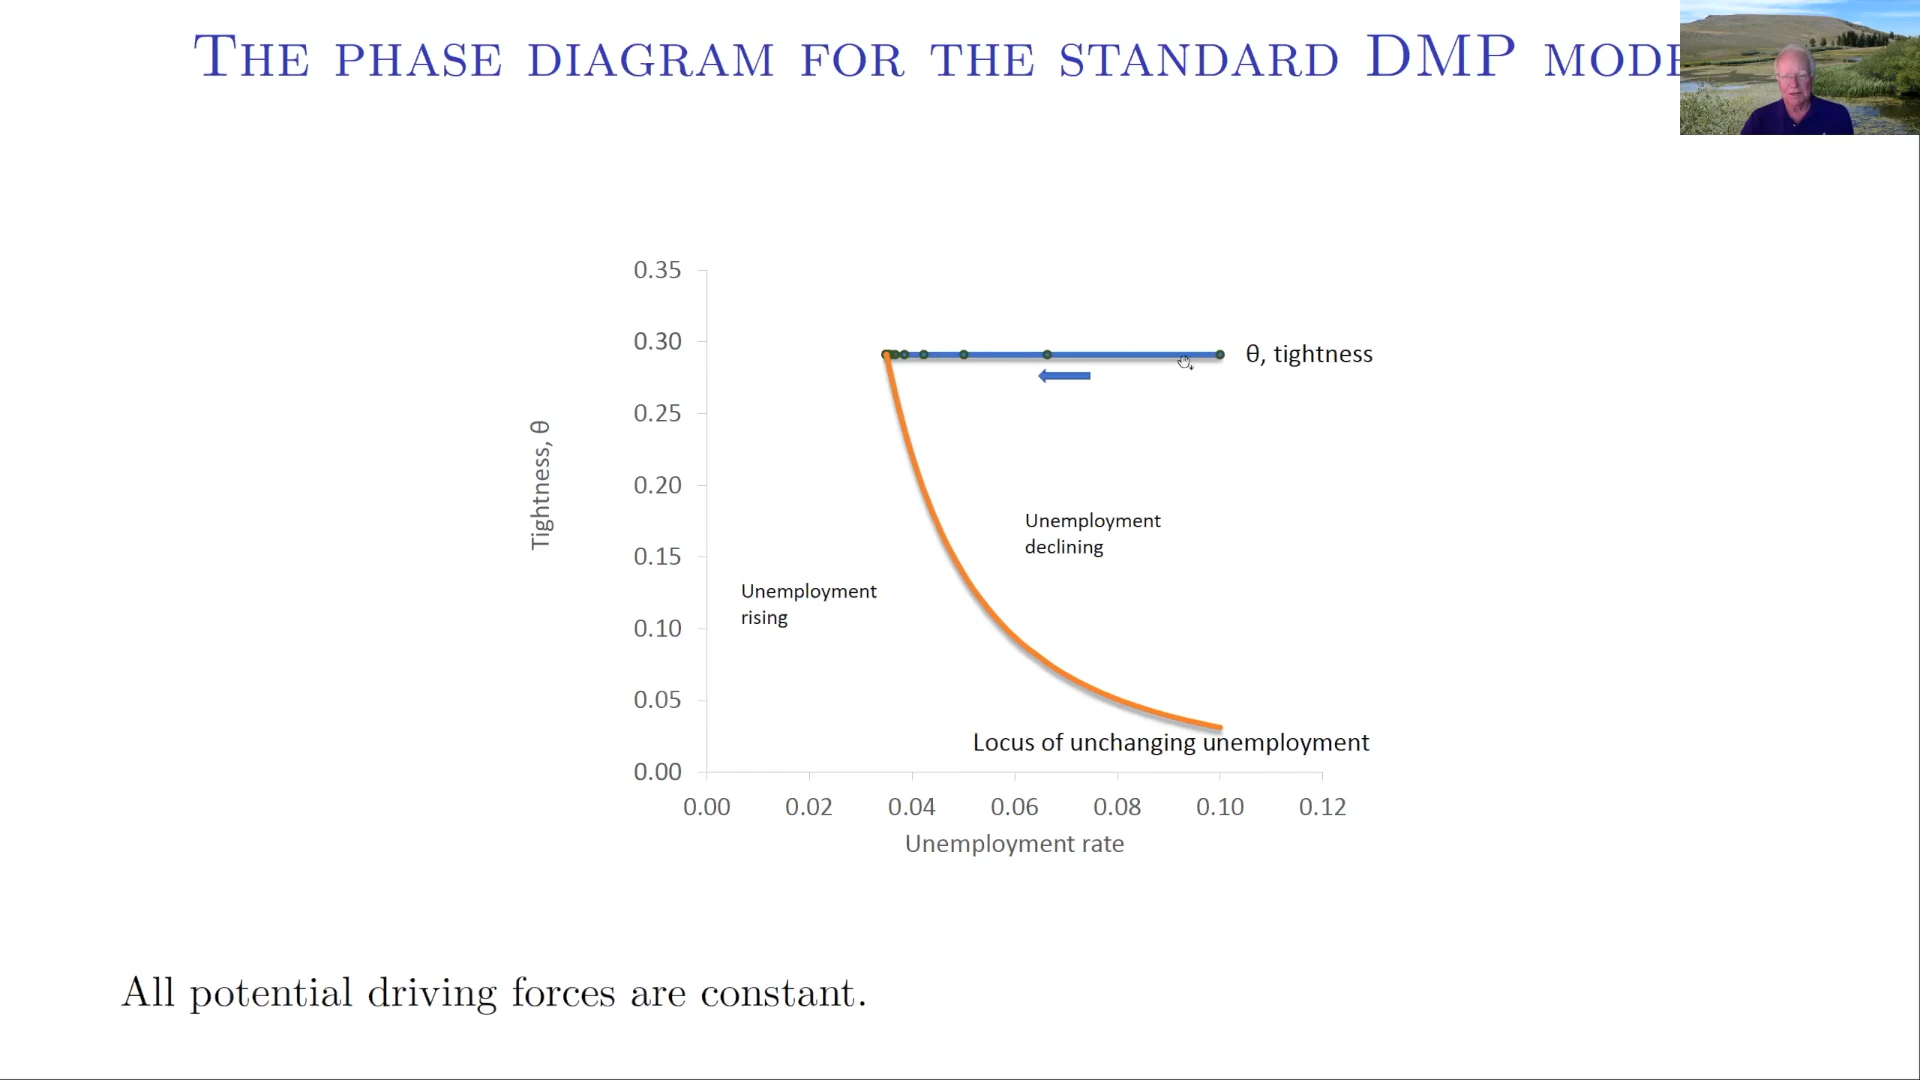 THE PHASE DIAGRAM FOR THE STANDARD DMP
0.35
0.30
0.25
0.20
0.15
0.10
0.05
0.00
Tightness, θ
θ, tightness
Unemployment
declining
Unemployment
rising
Locus of unchanging unemployment
0.00 0.02 0.04 0.06 0.08 0.10 0.12
Unemployment rate
All potential driving forces are constant.